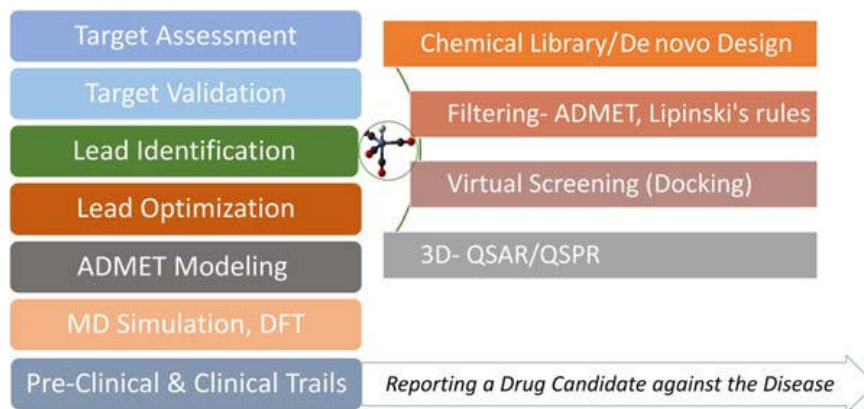 Target Assessment
Target Validation
Lead Identification
Lead Optimization
ADMET Modeling
MD Simulation, DFT
Pre-Clinical & Clinical Trails
Chemical Library/De novo Design
Filtering- ADMET, Lipinski's rules
Virtual Screening (Docking)
3D- QSAR/QSPR
Reporting a Drug Candidate against the Disease